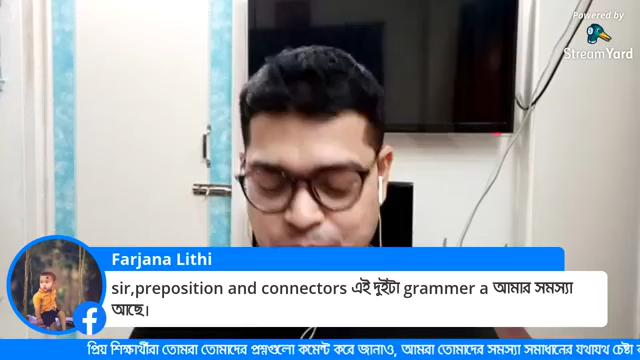 Powered by
StreamYard
Farjana Lithi
sir,preposition and connectors এই দুইটা grammer a আমার সমস্যা
আছে।
প্রিয় শিক্ষার্থীরা তোমরা তোমাদের প্রশ্নগুলো কমেন্ট করে জানাও, আমরা তোমাদের সমস্যা সমাধানের যথাযথ চেষ্টা